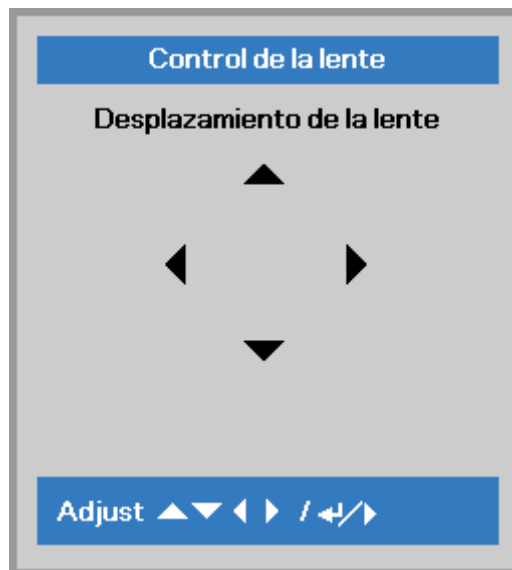 Control de la lente
Desplazamiento de la lente
Adjust ▲▼◀▶ / ↵/▶